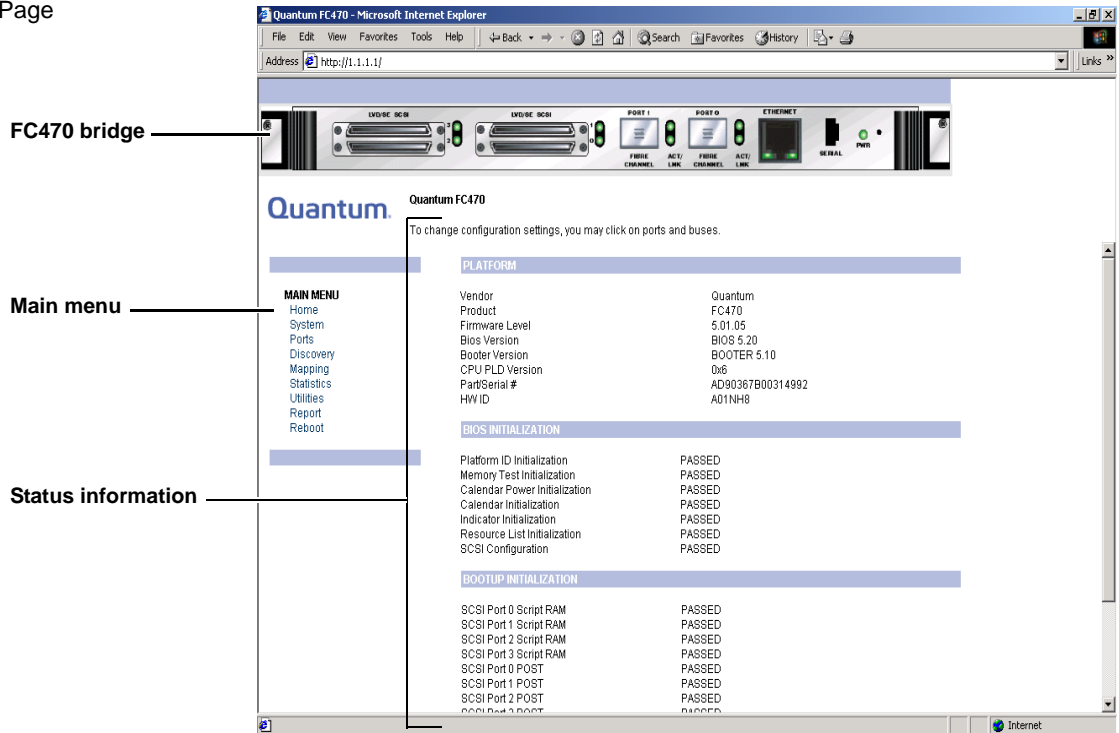 Page
Quantum FC470 - Microsoft Internet Explorer
File Edit View Favorites Tools Help Back Search Favorites History
Address http://1.1.1.1/ Links »
FC470 bridge
LVD/SE SCSI LVD/SE SCSI PORT 1 PORT 0 ETHERNET
3 2 1 0
FIBRE CHANNEL ACT/ LNK FIBRE CHANNEL ACT/ LNK SERIAL PWR
Quantum.
Quantum FC470
To change configuration settings, you may click on ports and buses.
Main menu
MAIN MENU
Home
System
Ports
Discovery
Mapping
Statistics
Utilities
Report
Reboot
Status information
PLATFORM
Vendor Quantum
Product FC470
Firmware Level 5.01.05
Bios Version BIOS 5.20
Booter Version BOOTER 5.10
CPU PLD Version 0x6
Part/Serial # AD90367B00314992
HW ID A01NH8
BIOS INITIALIZATION
Platform ID Initialization PASSED
Memory Test Initialization PASSED
Calendar Power Initialization PASSED
Calendar Initialization PASSED
Indicator Initialization PASSED
Resource List Initialization PASSED
SCSI Configuration PASSED
BOOTUP INITIALIZATION
SCSI Port 0 Script RAM PASSED
SCSI Port 1 Script RAM PASSED
SCSI Port 2 Script RAM PASSED
SCSI Port 3 Script RAM PASSED
SCSI Port 0 POST PASSED
SCSI Port 1 POST PASSED
SCSI Port 2 POST PASSED
SCSI Port 3 POST PASSED
Internet